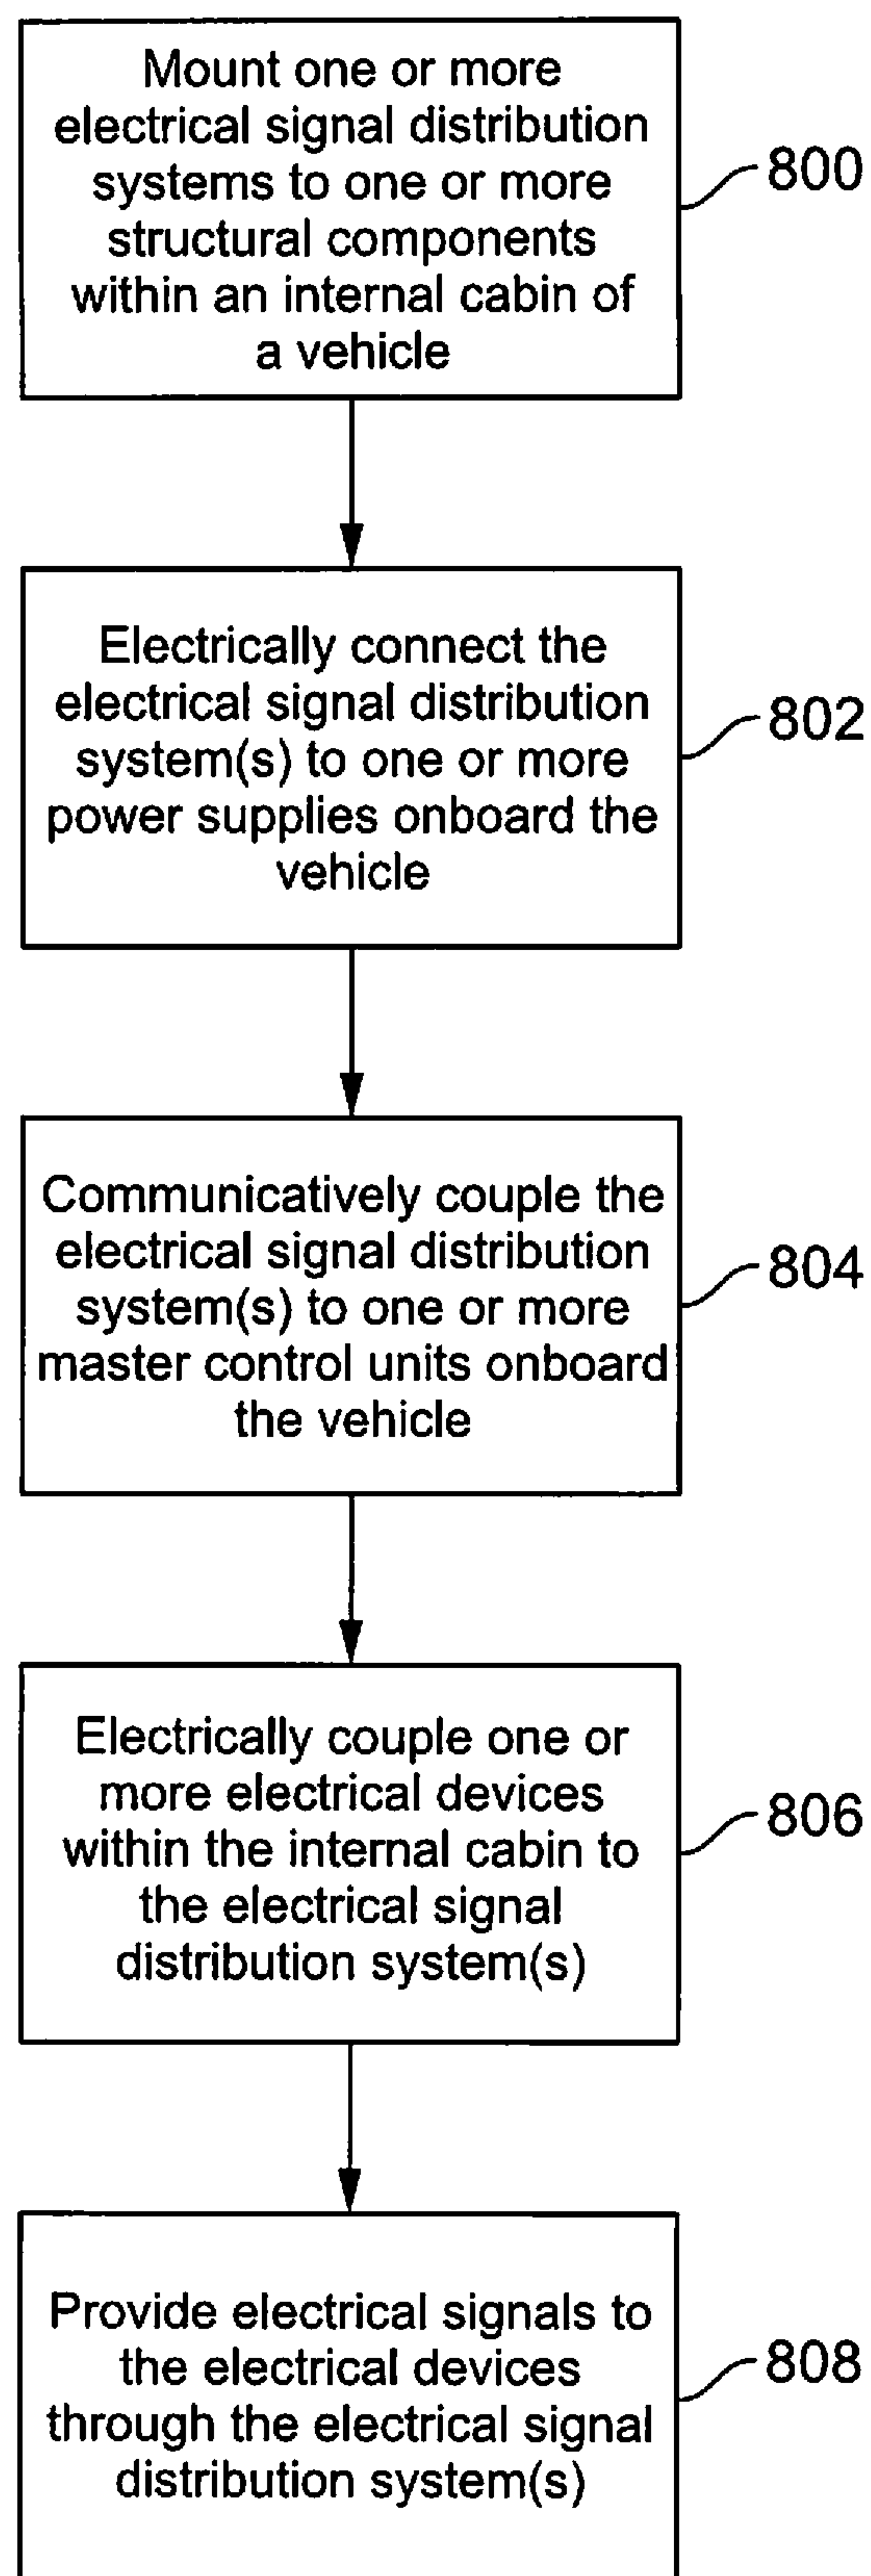 Mount one or more
electrical signal distribution
systems to one or more
structural components
within an internal cabin of
a vehicle
800
Electrically connect the
electrical signal distribution
system(s) to one or more
power supplies onboard the
vehicle
802
Communicatively couple the
electrical signal distribution
system(s) to one or more
master control units onboard
the vehicle
804
Electrically couple one or
more electrical devices
within the internal cabin to
the electrical signal
distribution system(s)
806
Provide electrical signals to
the electrical devices
through the electrical signal
distribution system(s)
808